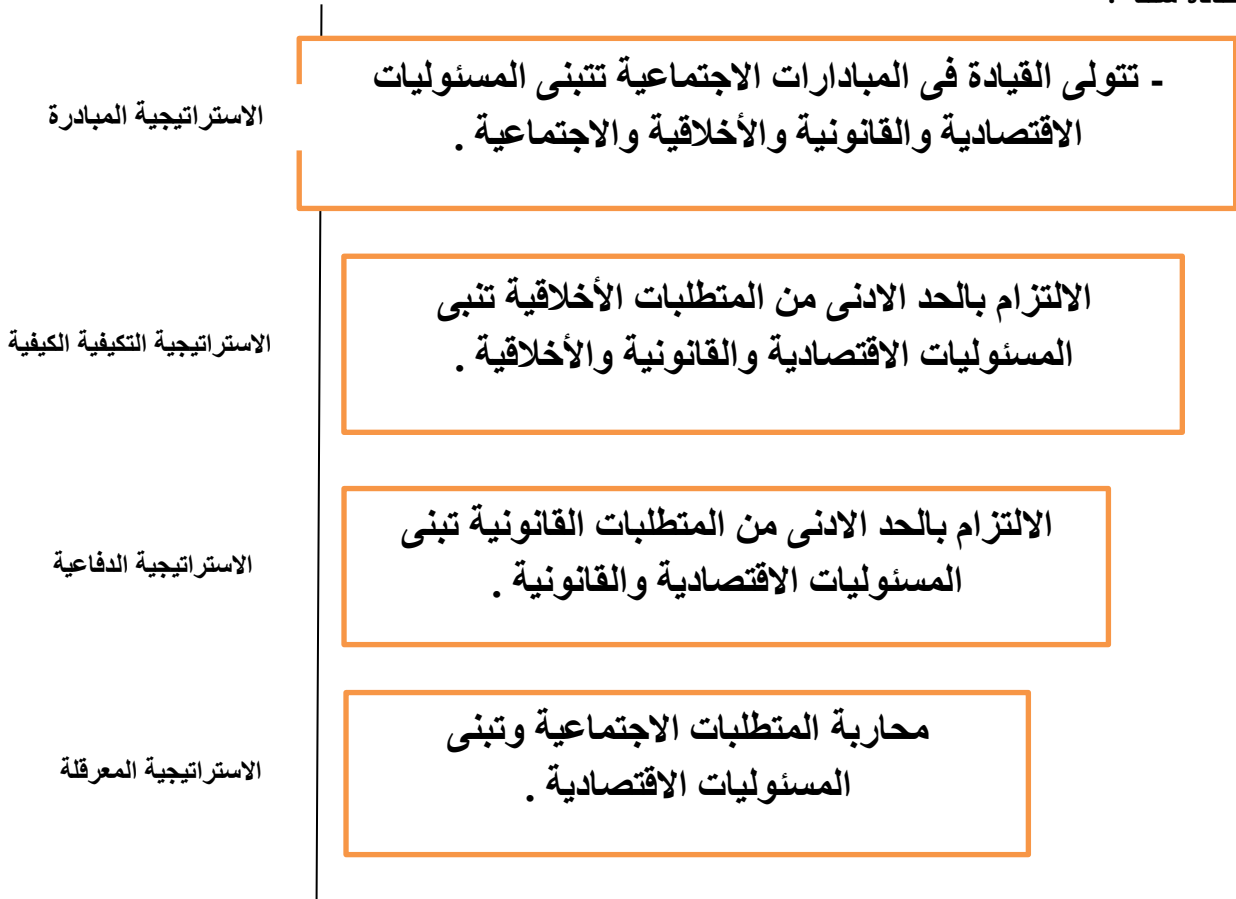 - تتولى القيادة فى المبادارات الاجتماعية تتبنى المسئوليات
الاقتصادية والقانونية والأخلاقية والاجتماعية .
الاستراتيجية المبادرة
الالتزام بالحد الادنى من المتطلبات الأخلاقية تنبى
المسئوليات الاقتصادية والقانونية والأخلاقية .
الاستراتيجية التكيفية الكيفية
الالتزام بالحد الادنى من المتطلبات القانونية تبنى
المسئوليات الاقتصادية والقانونية .
الاستراتيجية الدفاعية
محاربة المتطلبات الاجتماعية وتبنى
المسئوليات الاقتصادية .
الاستراتيجية المعرقلة